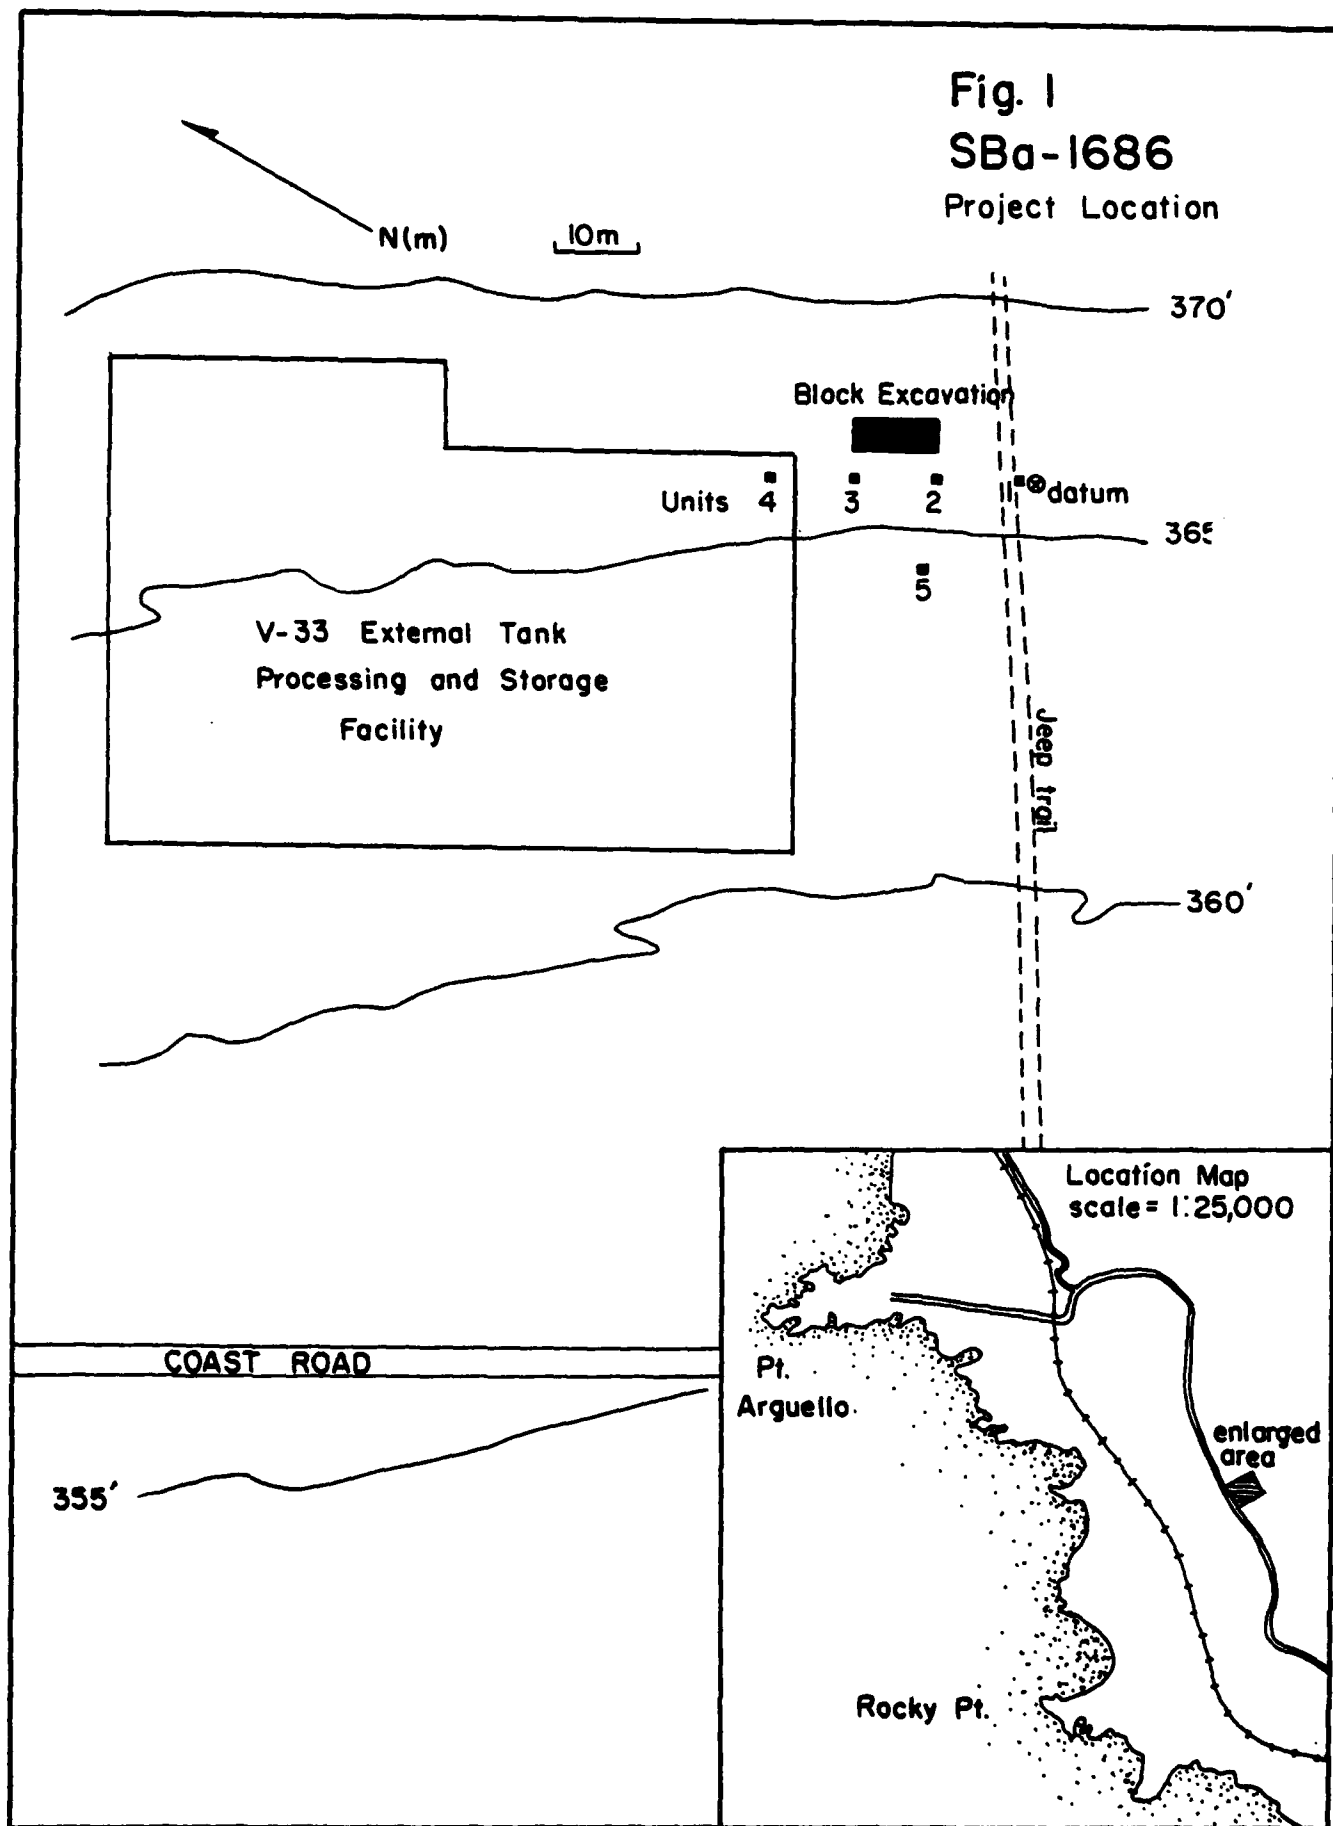 Fig. 1
SBa-1686
Project Location
N(m)
10m
370'
Block Excavation
Units 4 3 2 1 datum
365
5
V-33 External Tank
Processing and Storage
Facility
Jeep trail
360'
Location Map
scale = 1:25,000
COAST ROAD
Pt.
Arguello
enlarged
area
355'
Rocky Pt.